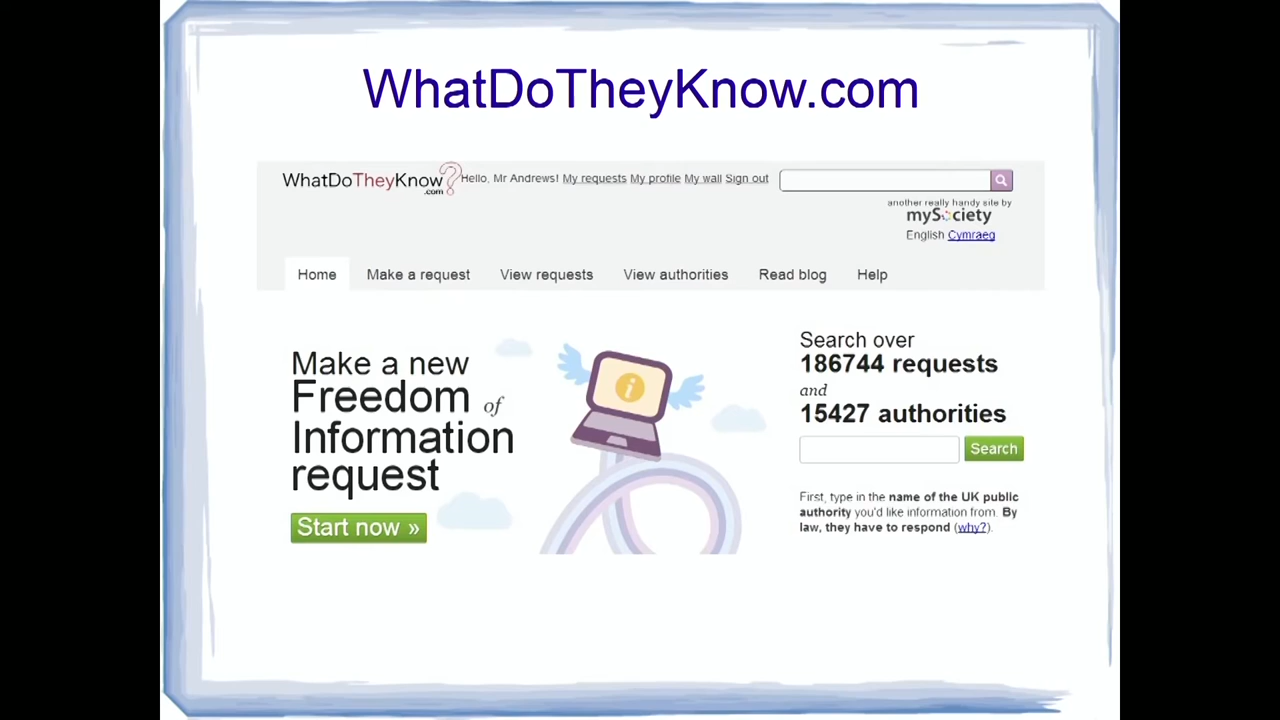 WhatDoTheyKnow.com
WhatDoTheyKnow?
.com
Hello, Mr Andrews! My requests My profile My wall Sign out
another really handy site by
mySociety
English Cymraeg
Home Make a request View requests View authorities Read blog Help
Make a new
Freedom of
Information
request
Start now »
i
Search over
186744 requests
and
15427 authorities
Search
First, type in the name of the UK public
authority you'd like information from. By
law, they have to respond (why?).